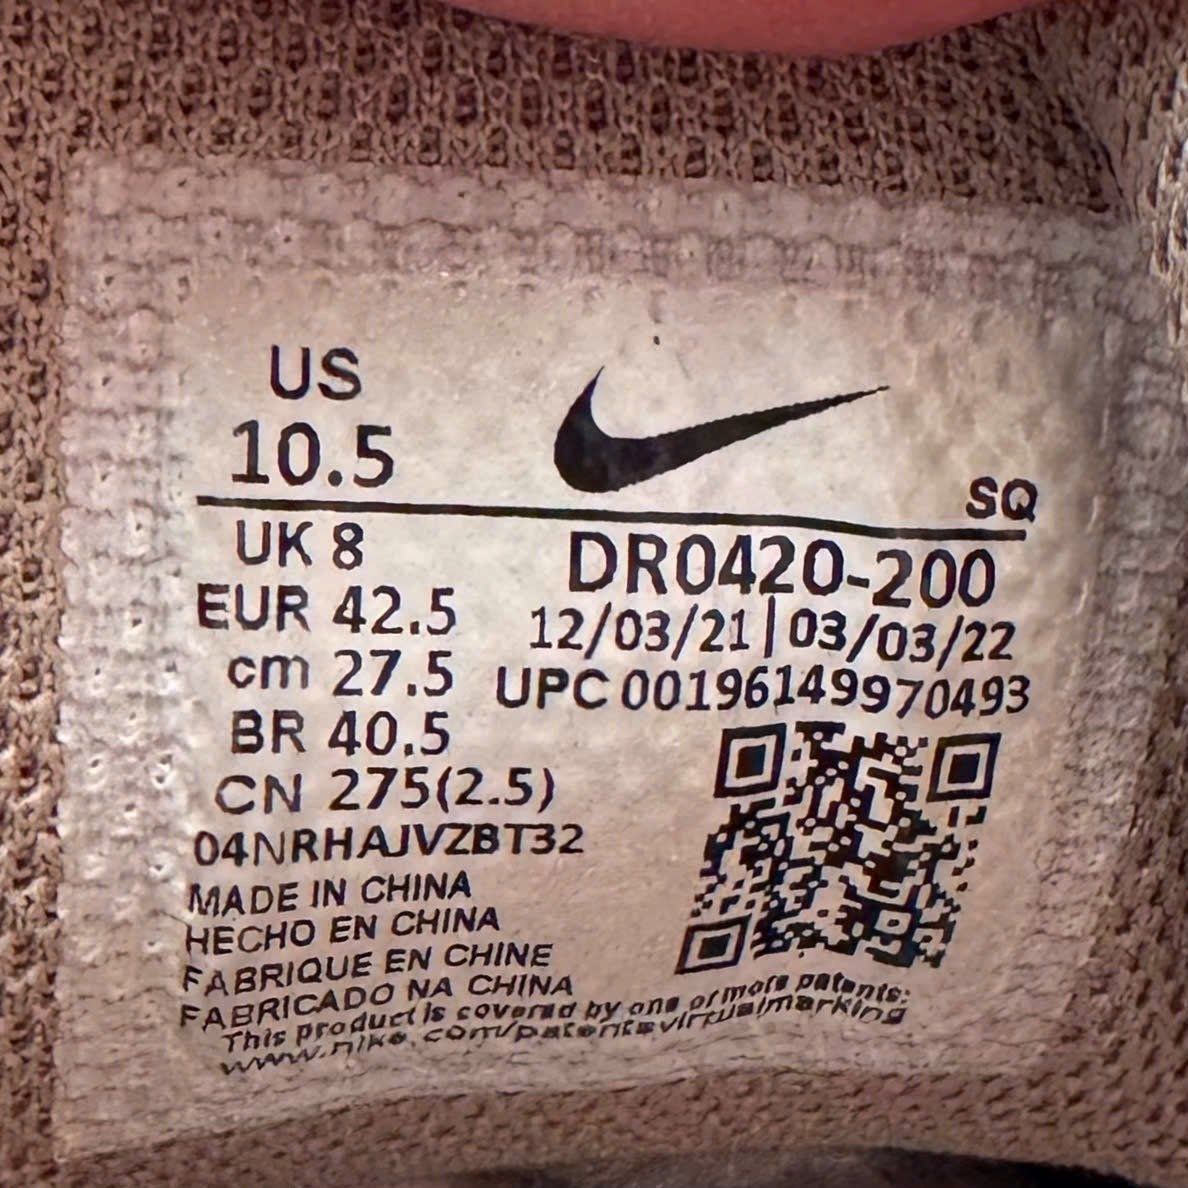 US
10.5
SQ
UK 8
EUR 42.5
cm 27.5
BR 40.5
CN 275(2.5)
DR0420-200
12/03/21|03/03/22
UPC 00196149970493
04NRHAJVZBT32
MADE IN CHINA
HECHO EN CHINA
FABRIQUE EN CHINE
FABRICADO NA CHINA
This product is covered by one or more patents:
www.nike.com/patentsvirtualmarking